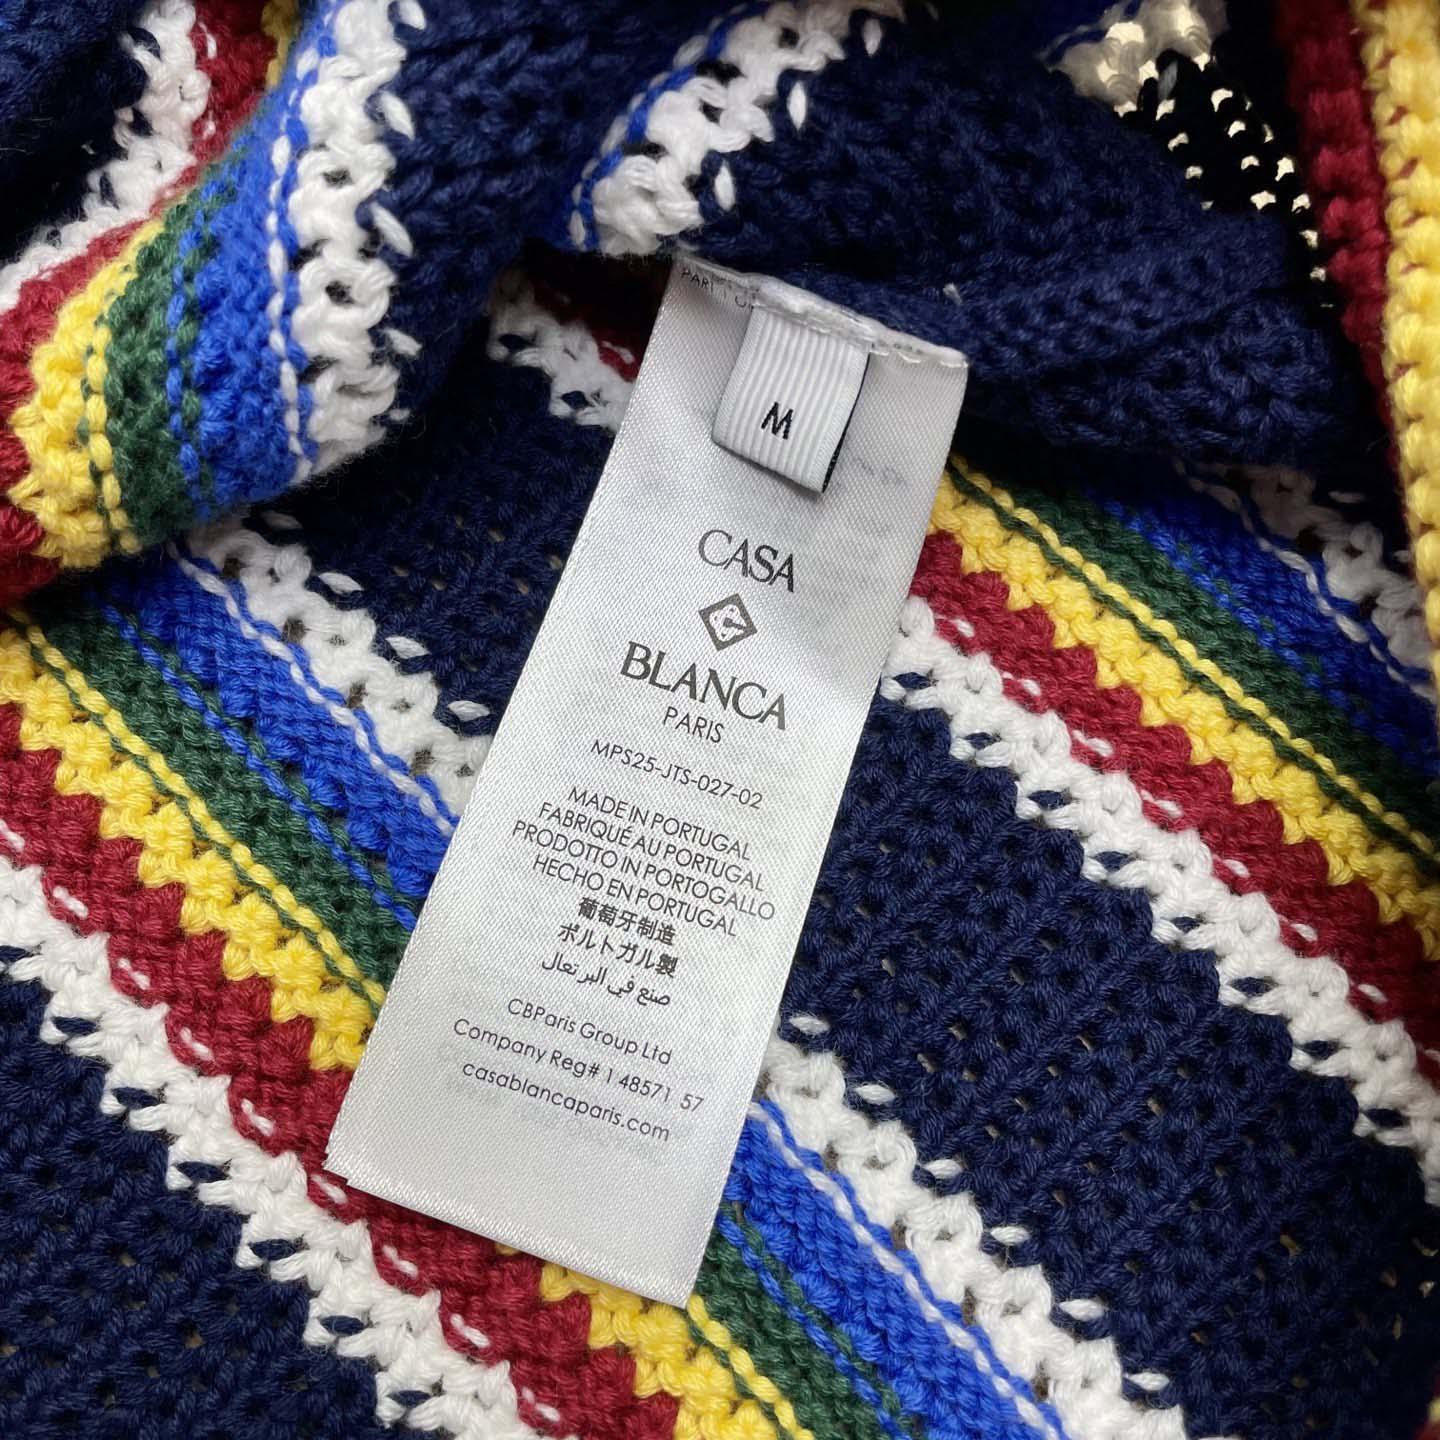 M
CASA
BLANCA
PARIS
MPS25-JTS-027-02
MADE IN PORTUGAL
FABRIQUÉ AU PORTUGAL
PRODOTTO IN PORTOGALLO
HECHO EN PORTUGAL
葡萄牙制造
ポルトガル製
صنع في البرتغال
CBParis Group Ltd
Company Reg# 148571 57
casablancaparis.com